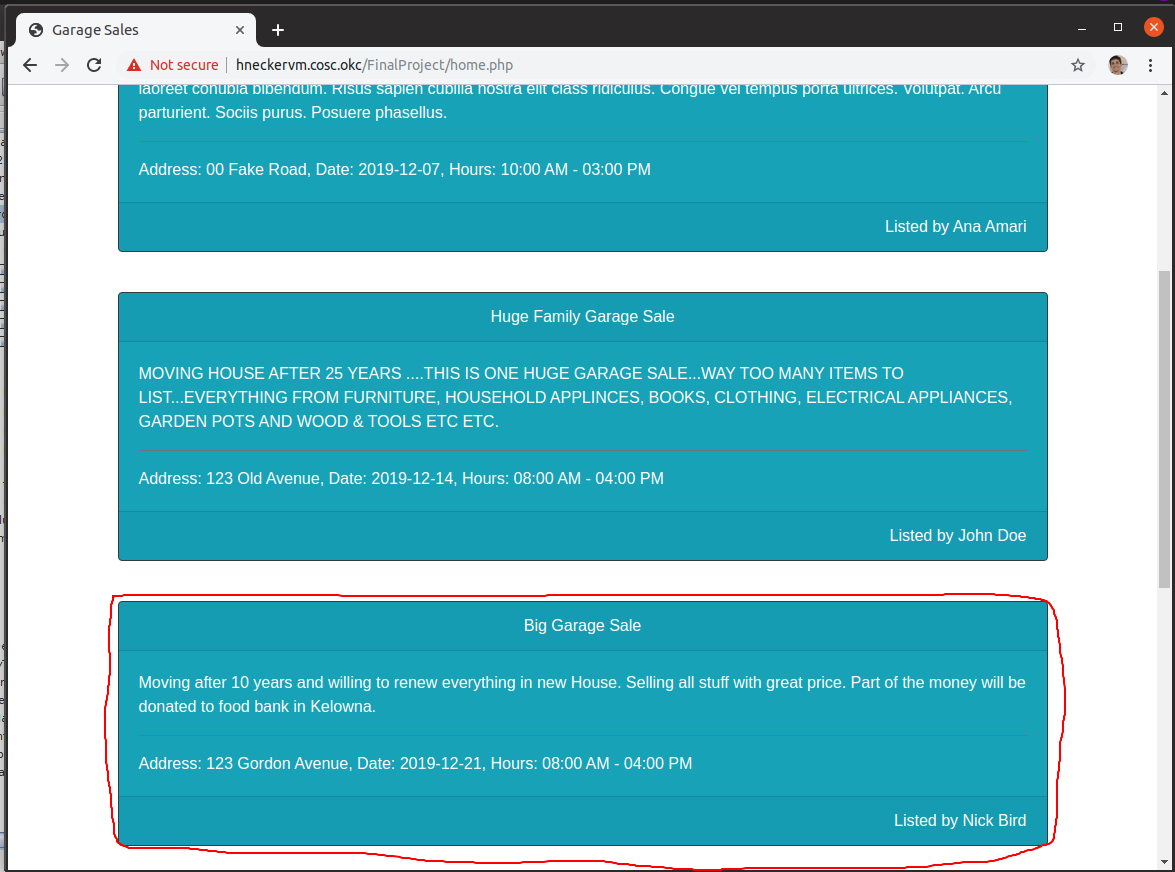 Garage Sales
Not secure
hneckervm.cosc.okc/FinalProject/home.php
laoreet conubia bibendum. Risus sapien cubilia nostra elit class ridiculus. Congue vel tempus porta ultrices. Volutpat. Arcu
parturient. Sociis purus. Posuere phasellus.
Address: 00 Fake Road, Date: 2019-12-07, Hours: 10:00 AM - 03:00 PM
Listed by Ana Amari
Huge Family Garage Sale
MOVING HOUSE AFTER 25 YEARS ....THIS IS ONE HUGE GARAGE SALE...WAY TOO MANY ITEMS TO
LIST...EVERYTHING FROM FURNITURE, HOUSEHOLD APPLINCES, BOOKS, CLOTHING, ELECTRICAL APPLIANCES,
GARDEN POTS AND WOOD & TOOLS ETC ETC.
Address: 123 Old Avenue, Date: 2019-12-14, Hours: 08:00 AM - 04:00 PM
Listed by John Doe
Big Garage Sale
Moving after 10 years and willing to renew everything in new House. Selling all stuff with great price. Part of the money will be
donated to food bank in Kelowna.
Address: 123 Gordon Avenue, Date: 2019-12-21, Hours: 08:00 AM - 04:00 PM
Listed by Nick Bird